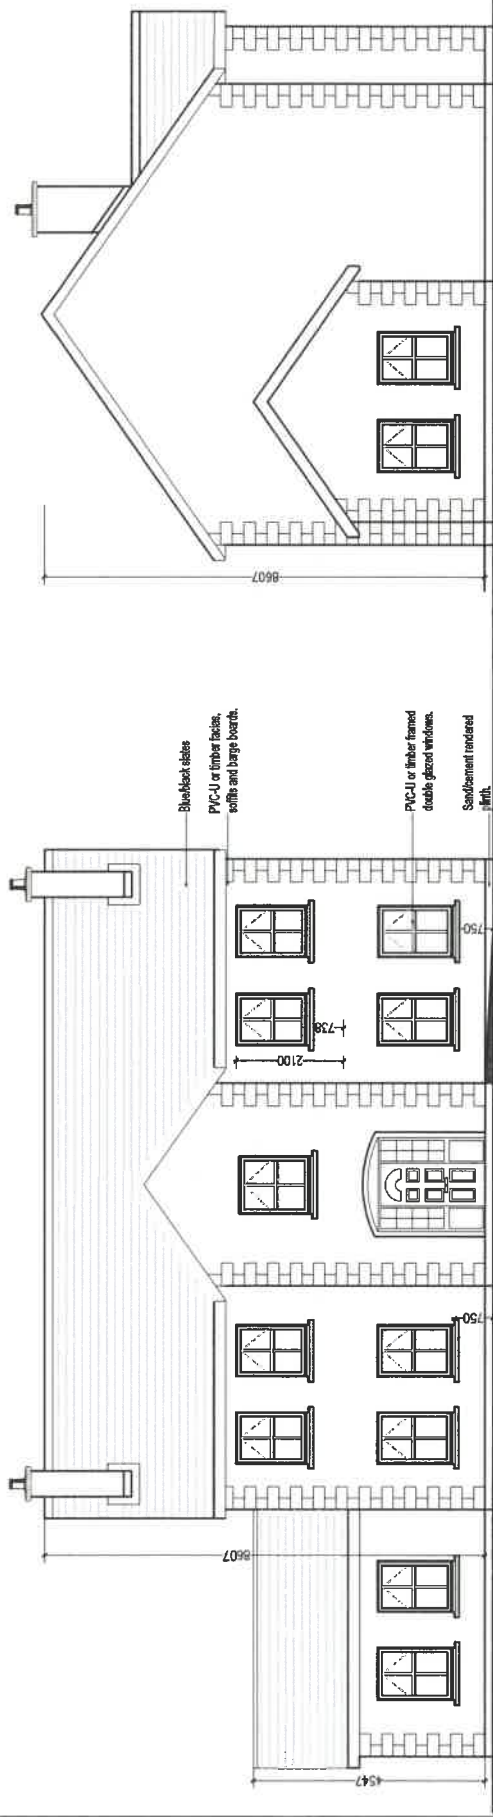 8607
Blue/black slates
PVC-U or timber facies,
soffits and barge boards.
PVC-U or timber framed
double glazed windows.
Sand/cement rendered
plinth.
750
738
2100
750
8607
4547